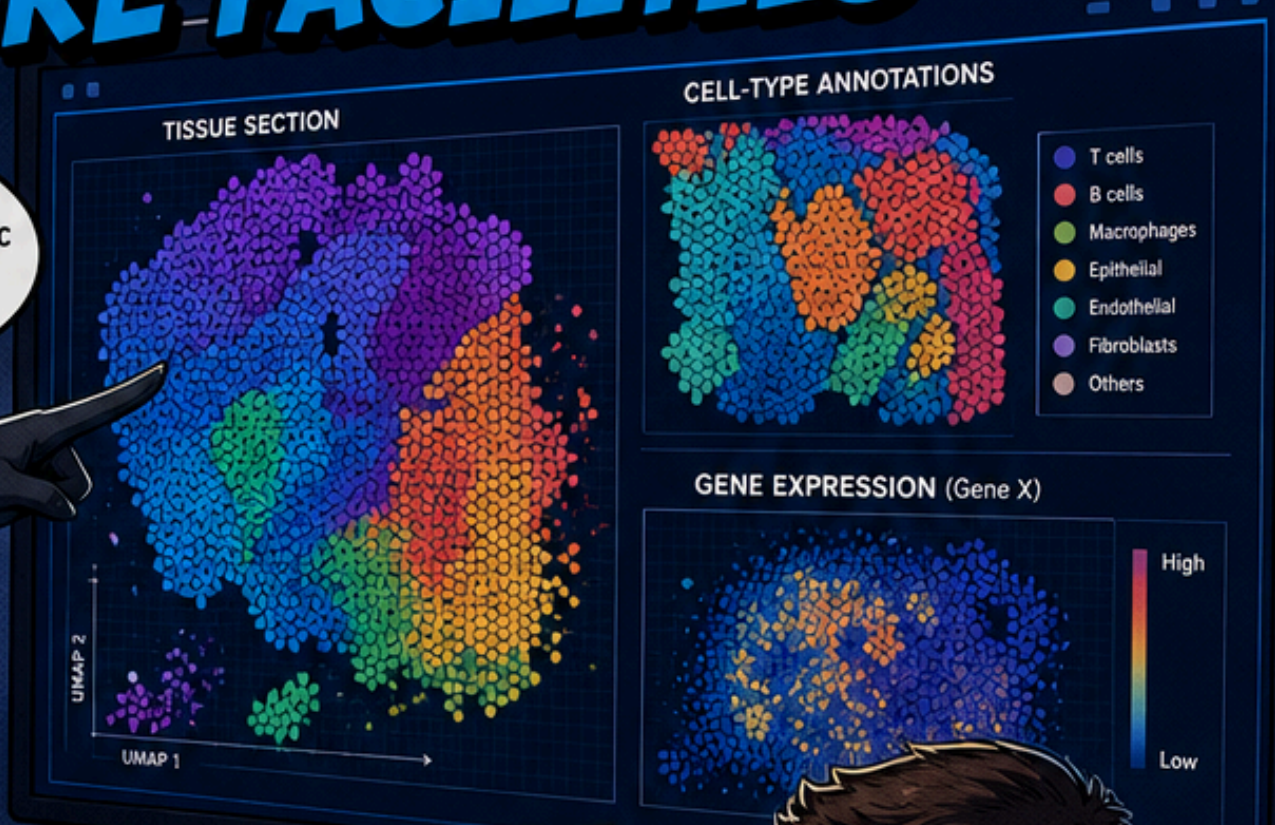 FACILITIES
TISSUE SECTION
UMAP 2
UMAP 1
CELL-TYPE ANNOTATIONS
T cells
B cells
Macrophages
Epithelial
Endothelial
Fibroblasts
Others
GENE EXPRESSION (Gene X)
High
Low